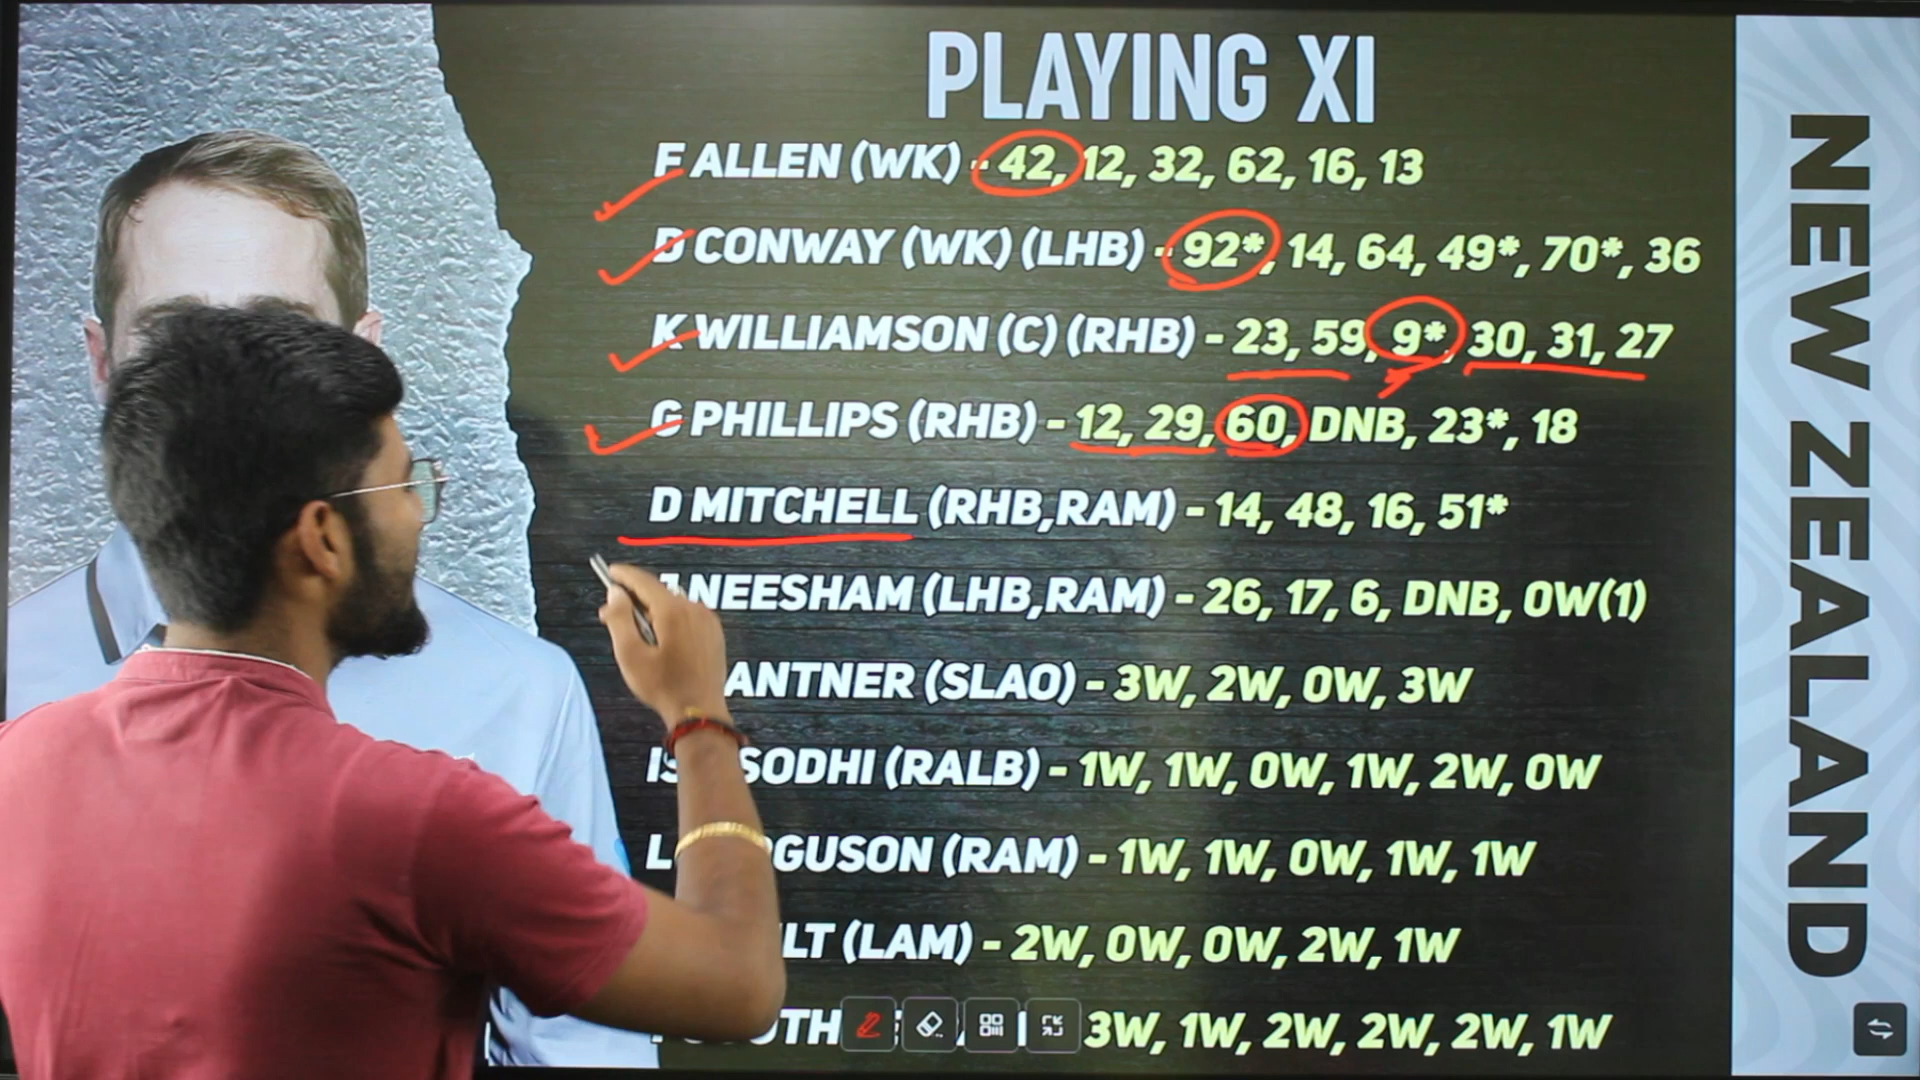 PLAYING XI
F ALLEN (WK) - 42, 12, 32, 62, 16, 13
D CONWAY (WK) (LHB) - 92*, 14, 64, 49*, 70*, 36
K WILLIAMSON (C) (RHB) - 23, 59, 9*, 30, 31, 27
G PHILLIPS (RHB) - 12, 29, 60, DNB, 23*, 18
D MITCHELL (RHB,RAM) - 14, 48, 16, 51*
NEESHAM (LHB,RAM) - 26, 17, 6, DNB, 0W(1)
ANTNER (SLAO) - 3W, 2W, 0W, 3W
IS SODHI (RALB) - 1W, 1W, 0W, 1W, 2W, 0W
L GUSON (RAM) - 1W, 1W, 0W, 1W, 1W
LT (LAM) - 2W, 0W, 0W, 2W, 1W
TH 3W, 1W, 2W, 2W, 2W, 1W
NEW ZEALAND